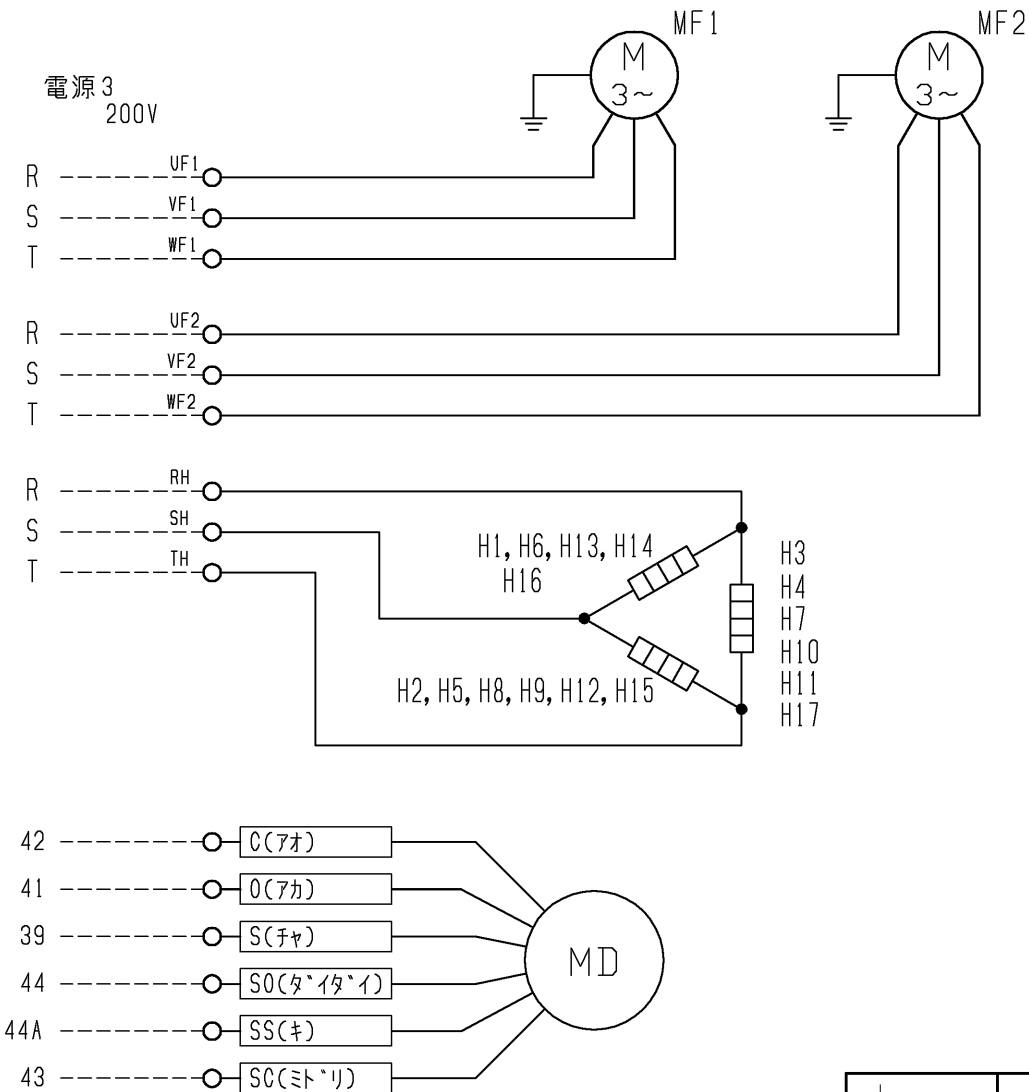 MF1
MF2
M
3~
M
3~
電源3
200V
R UF1
S VF1
T WF1
R UF2
S VF2
T WF2
R RH
S SH
T TH
H1, H6, H13, H14
H16
H3
H4
H7
H10
H11
H17
H2, H5, H8, H9, H12, H15
42 C(アオ)
41 O(アカ)
39 S(チャ)
44 SO(ダイダイ)
44A SS(キ)
43 SC(ミドリ)
MD